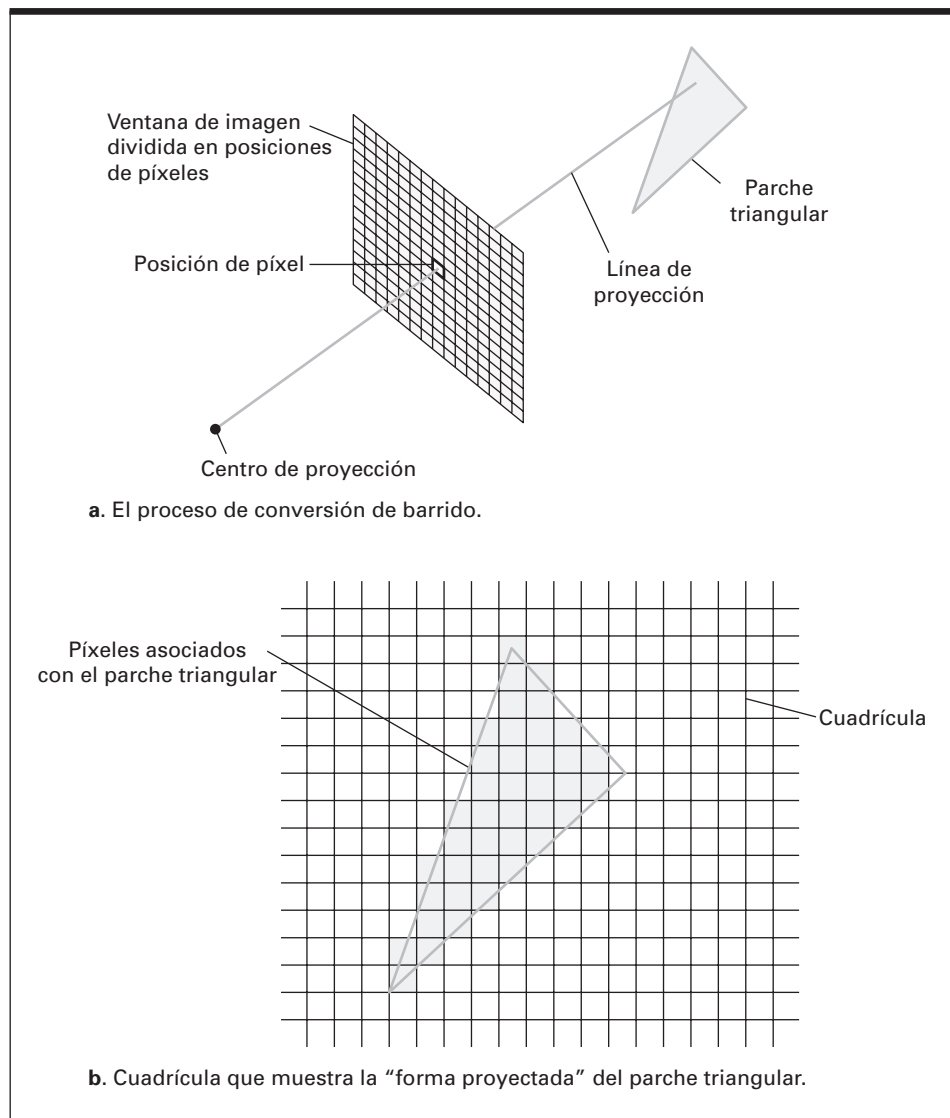 Ventana de imagen
dividida en posiciones
de píxeles
Parche
triangular
Posición de píxel
Línea de
proyección
Centro de proyección
a. El proceso de conversión de barrido.
Píxeles asociados
con el parche triangular
Cuadrícula
b. Cuadrícula que muestra la “forma proyectada” del parche triangular.